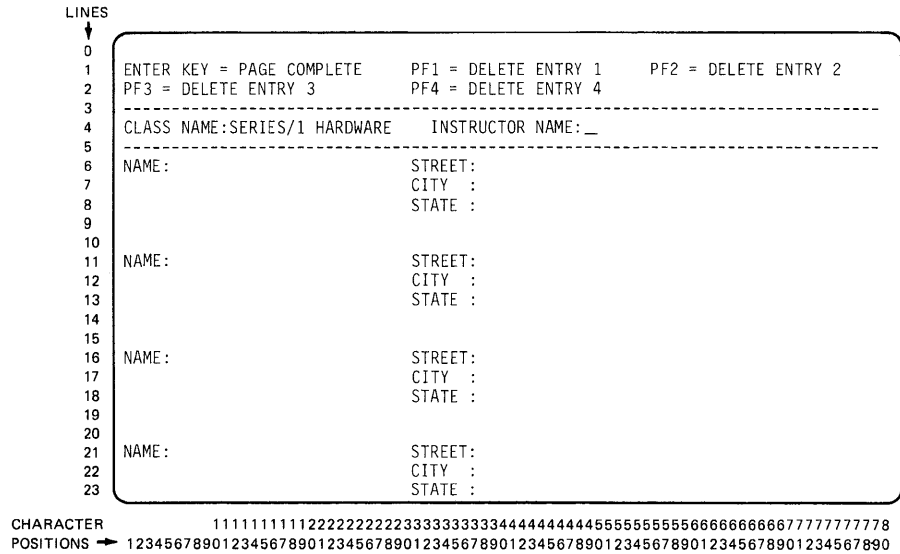 LINES
0
1 ENTER KEY = PAGE COMPLETE PF1 = DELETE ENTRY 1 PF2 = DELETE ENTRY 2
2 PF3 = DELETE ENTRY 3 PF4 = DELETE ENTRY 4
3 -------------------------------------------------------------------------------
4 CLASS NAME:SERIES/1 HARDWARE INSTRUCTOR NAME:_
5 -------------------------------------------------------------------------------
6 NAME: STREET:
7 CITY :
8 STATE :
9
10
11 NAME: STREET:
12 CITY :
13 STATE :
14
15
16 NAME: STREET:
17 CITY :
18 STATE :
19
20
21 NAME: STREET:
22 CITY :
23 STATE :
CHARACTER 11111111112222222222333333333344444444445555555555666666666677777777778
POSITIONS → 12345678901234567890123456789012345678901234567890123456789012345678901234567890